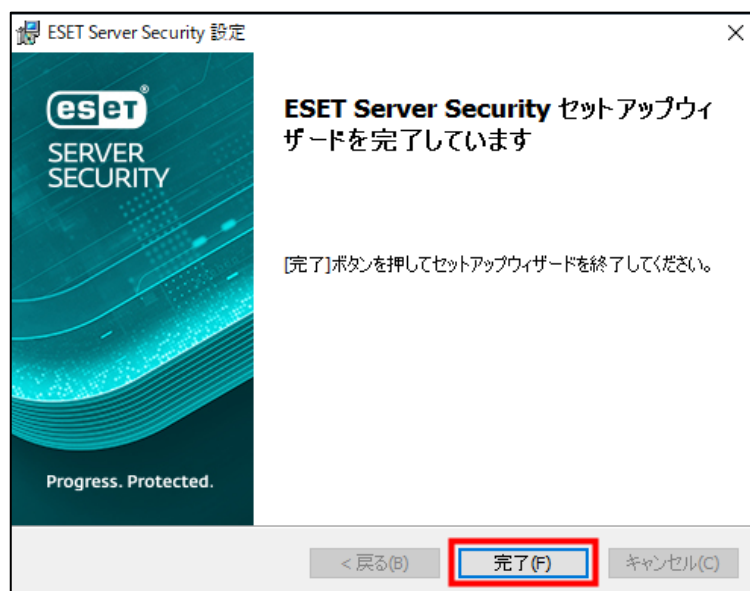 ESET Server Security 設定
eseT®
SERVER
SECURITY
Progress. Protected.
ESET Server Security セットアップウィ
ザードを完了しています
[完了]ボタンを押してセットアップウィザードを終了してください。
< 戻る(B)
完了(F)
キャンセル(C)